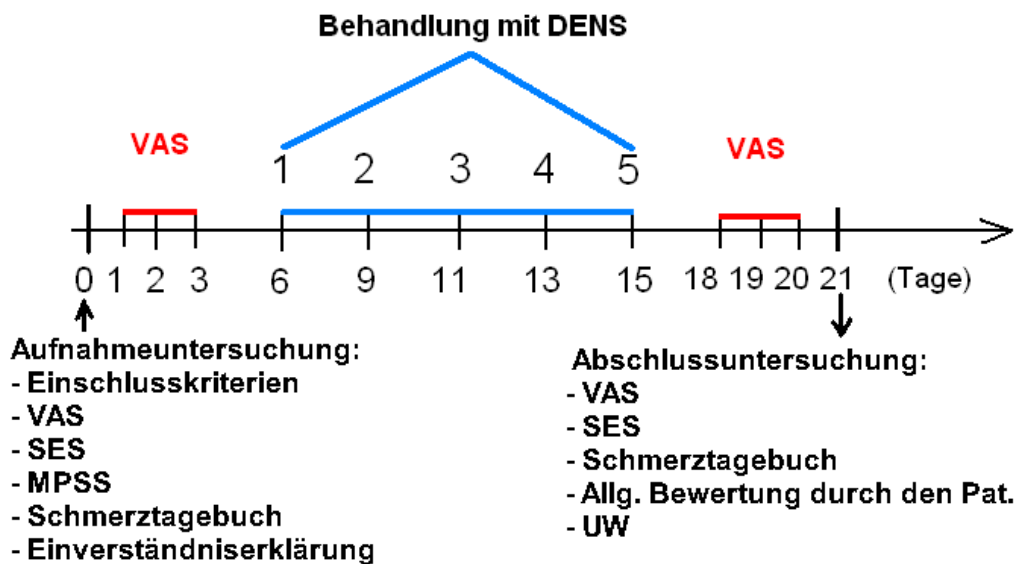 Behandlung mit DENS
VAS
VAS
1 2 3 4 5
0 1 2 3 6 9 11 13 15 18 19 20 21 (Tage)
Aufnahmeuntersuchung:
- Einschlusskriterien
- VAS
- SES
- MPSS
- Schmerztagebuch
- Einverständniserklärung
Abschlussuntersuchung:
- VAS
- SES
- Schmerztagebuch
- Allg. Bewertung durch den Pat.
- UW